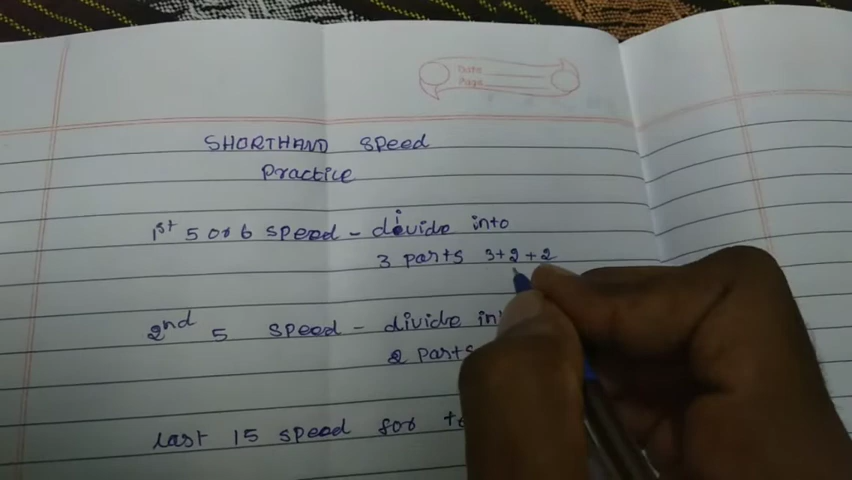 Date
Page
SHORTHAND speed
Practice
1st 5 or 6 speed - divide into
3 parts 3+2+2
2nd 5 speed - divide
2 parts
last 15 speed for